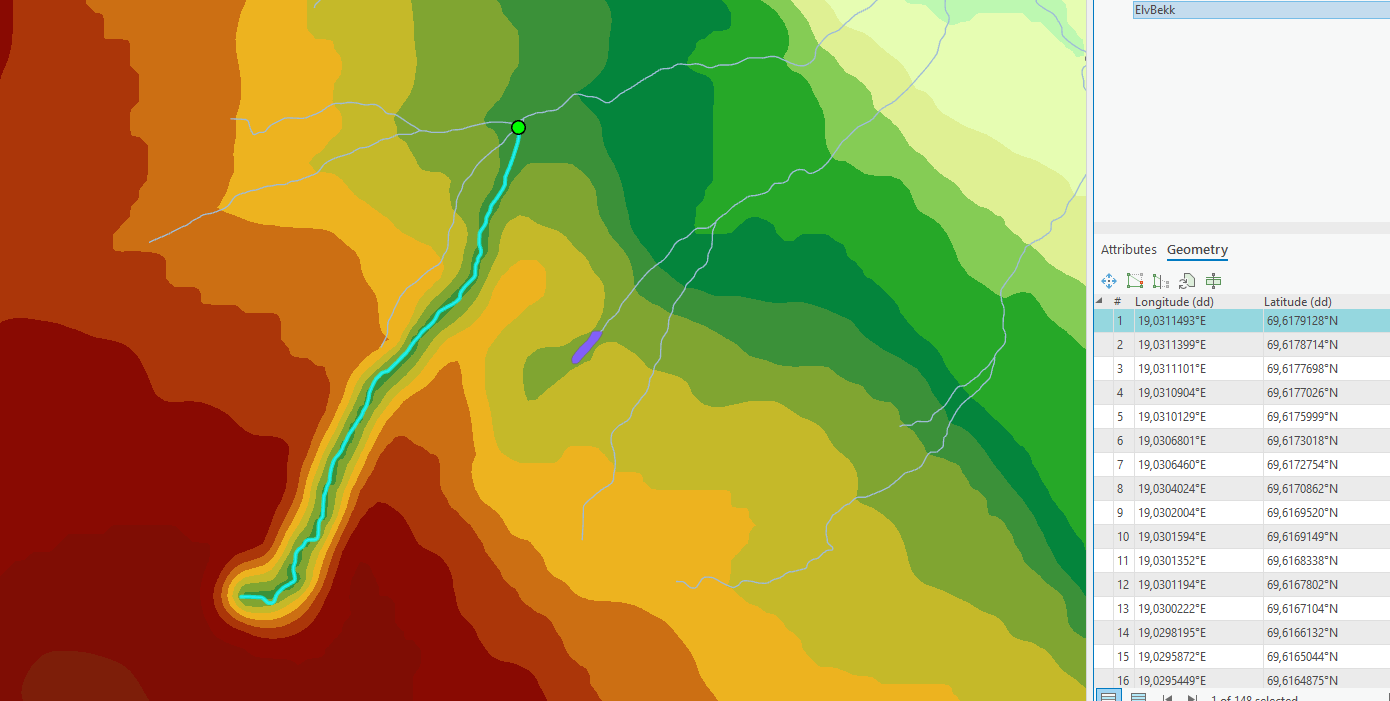 ElvBekk
Attributes Geometry
# Longitude (dd) Latitude (dd)
1 19,0311493°E 69,6179128°N
2 19,0311399°E 69,6178714°N
3 19,0311101°E 69,6177698°N
4 19,0310904°E 69,6177026°N
5 19,0310129°E 69,6175999°N
6 19,0306801°E 69,6173018°N
7 19,0306460°E 69,6172754°N
8 19,0304024°E 69,6170862°N
9 19,0302004°E 69,6169520°N
10 19,0301594°E 69,6169149°N
11 19,0301352°E 69,6168338°N
12 19,0301194°E 69,6167802°N
13 19,0300222°E 69,6167104°N
14 19,0298195°E 69,6166132°N
15 19,0295872°E 69,6165044°N
16 19,0295449°E 69,6164875°N
1 of 148 selected